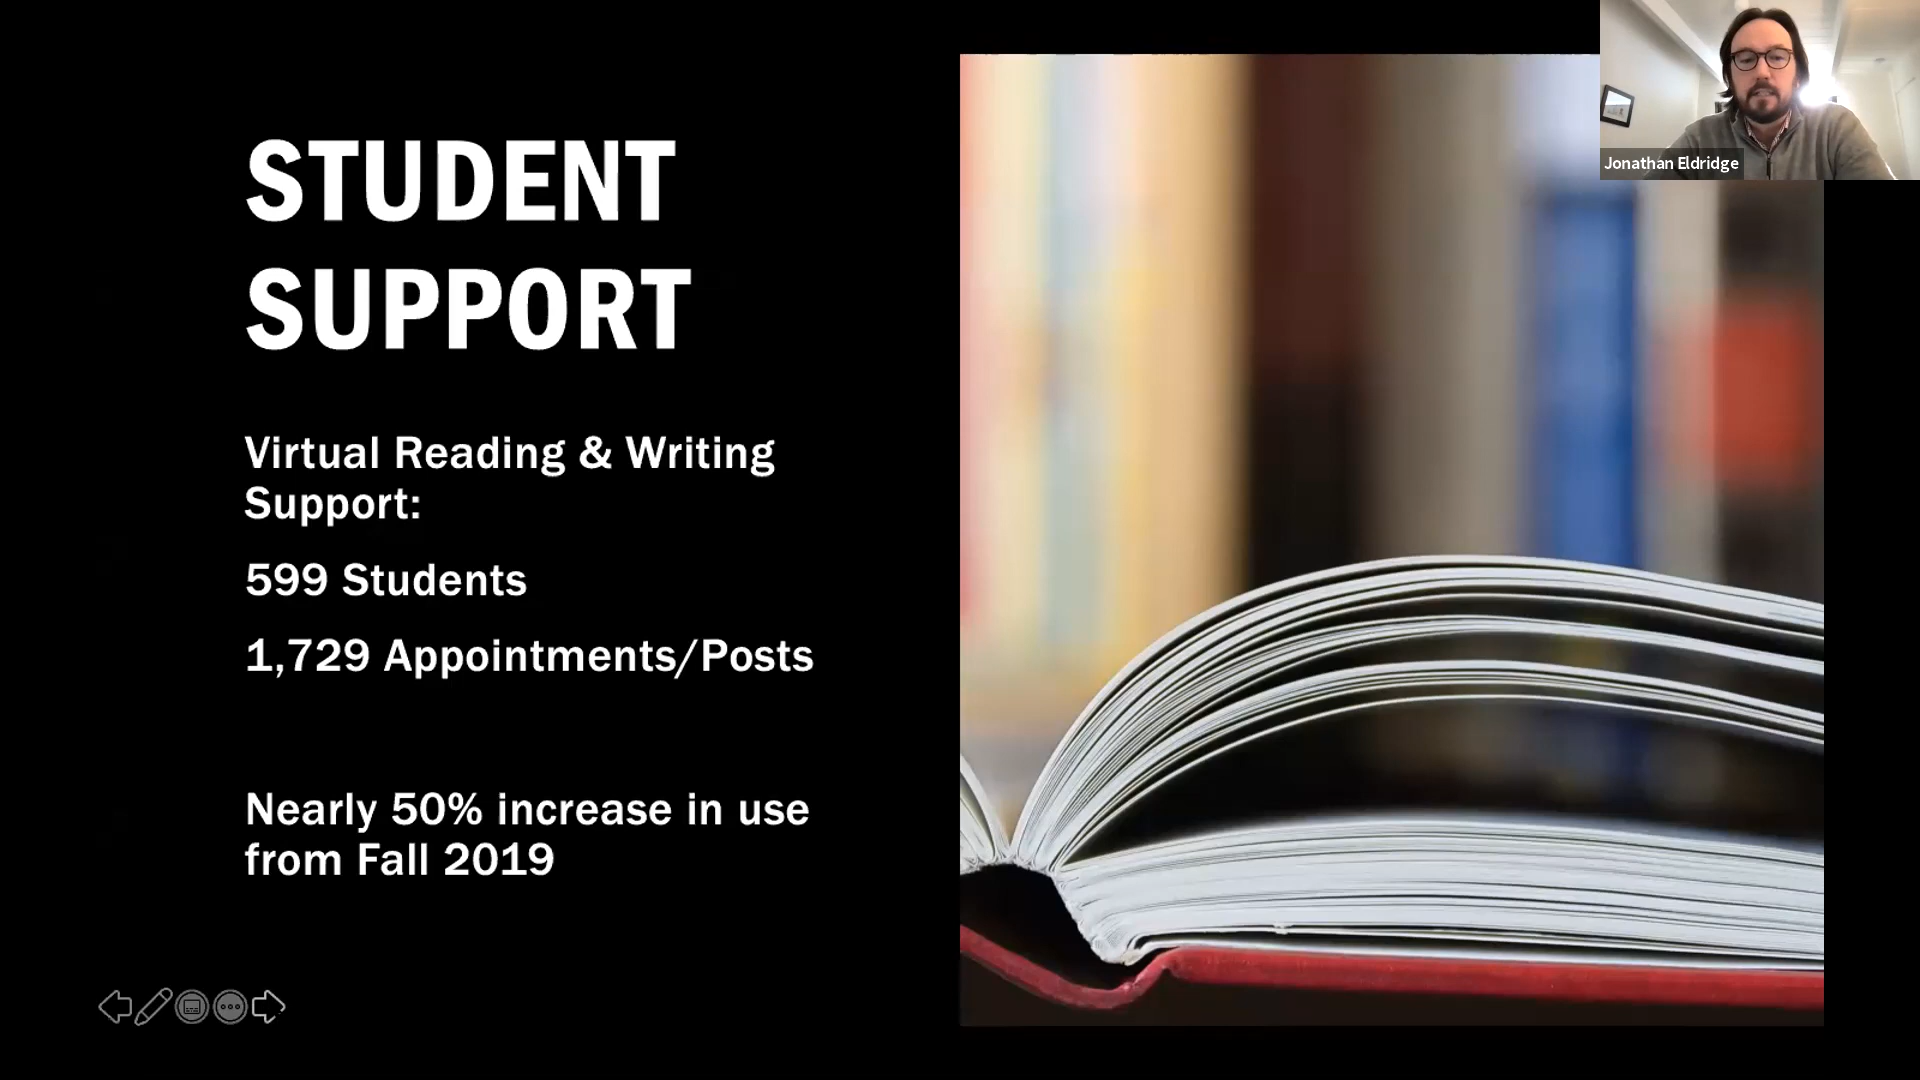 STUDENT
SUPPORT
Virtual Reading & Writing
Support:
599 Students
1,729 Appointments/Posts
Nearly 50% increase in use
from Fall 2019
Jonathan Eldridge